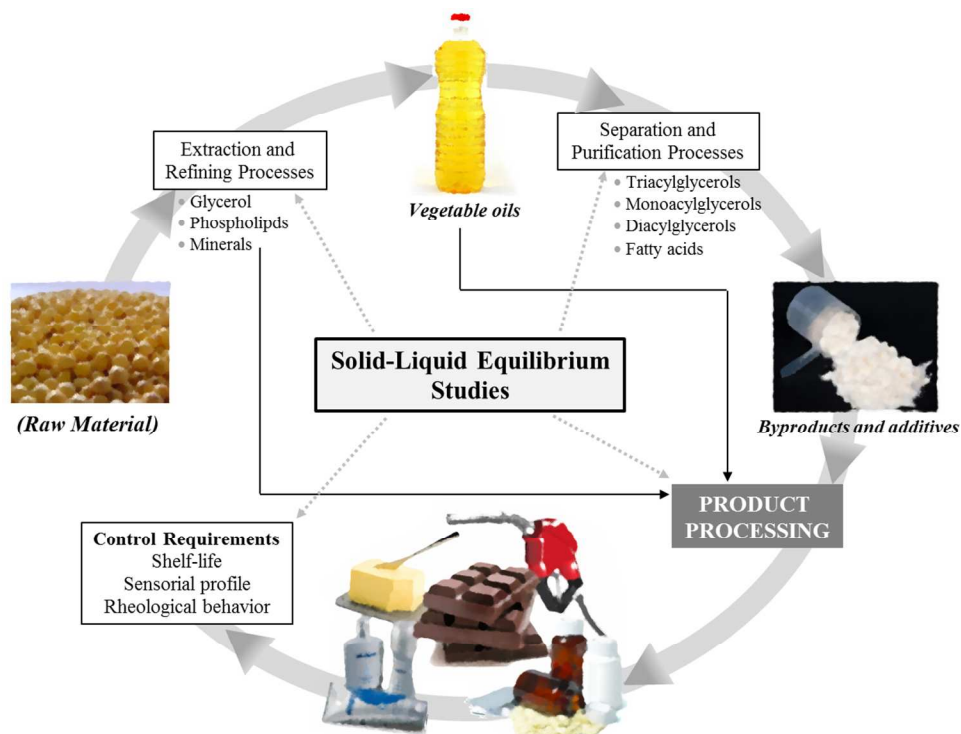 Extraction and
Refining Processes
Glycerol
Phospholipds
Minerals
Vegetable oils
Separation and
Purification Processes
Triacylglycerols
Monoacylglycerols
Diacylglycerols
Fatty acids
Solid-Liquid Equilibrium
Studies
(Raw Material)
Byproducts and additives
PRODUCT
PROCESSING
Control Requirements
Shelf-life
Sensorial profile
Rheological behavior